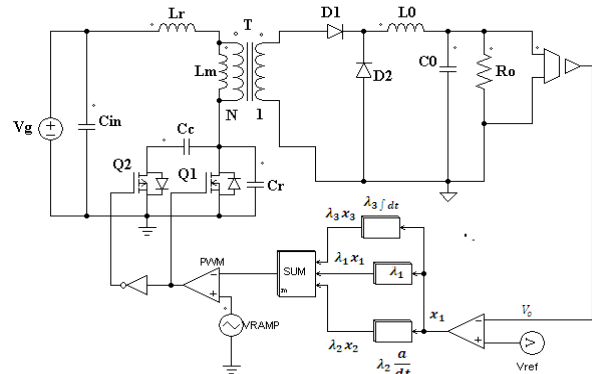 Lr
T
D1
L0
Lm
C0
Ro
D2
Vg
Cin
N
1
Cc
Q2
Q1
Cr
λ₃∫dt
λ₃x₃
PWM
SUM
m
λ₁x₁
λ₁
x₁
Vₒ
VRAMP
λ₂x₂
λ₂ a/dt
V
Vref